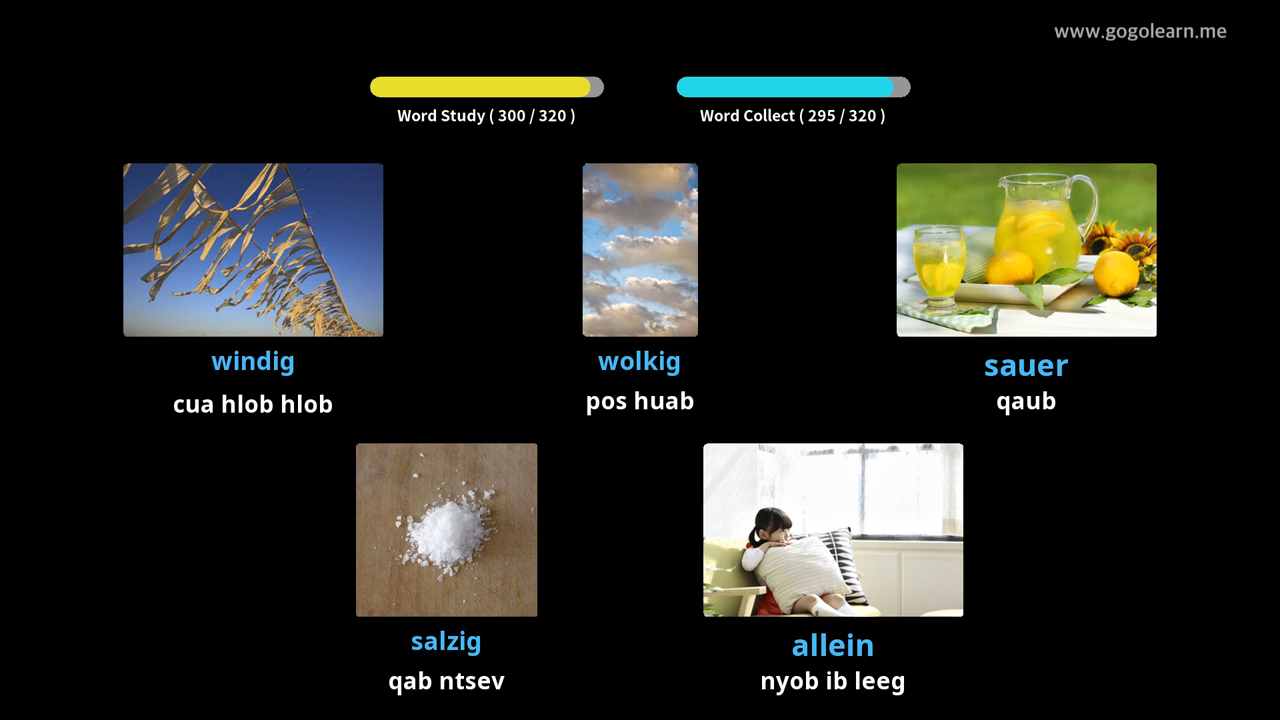 www.gogolearn.me
Word Study ( 300 / 320 )
Word Collect ( 295 / 320 )
windig
cua hlob hlob
wolkig
pos huab
sauer
qaub
salzig
qab ntsev
allein
nyob ib leeg